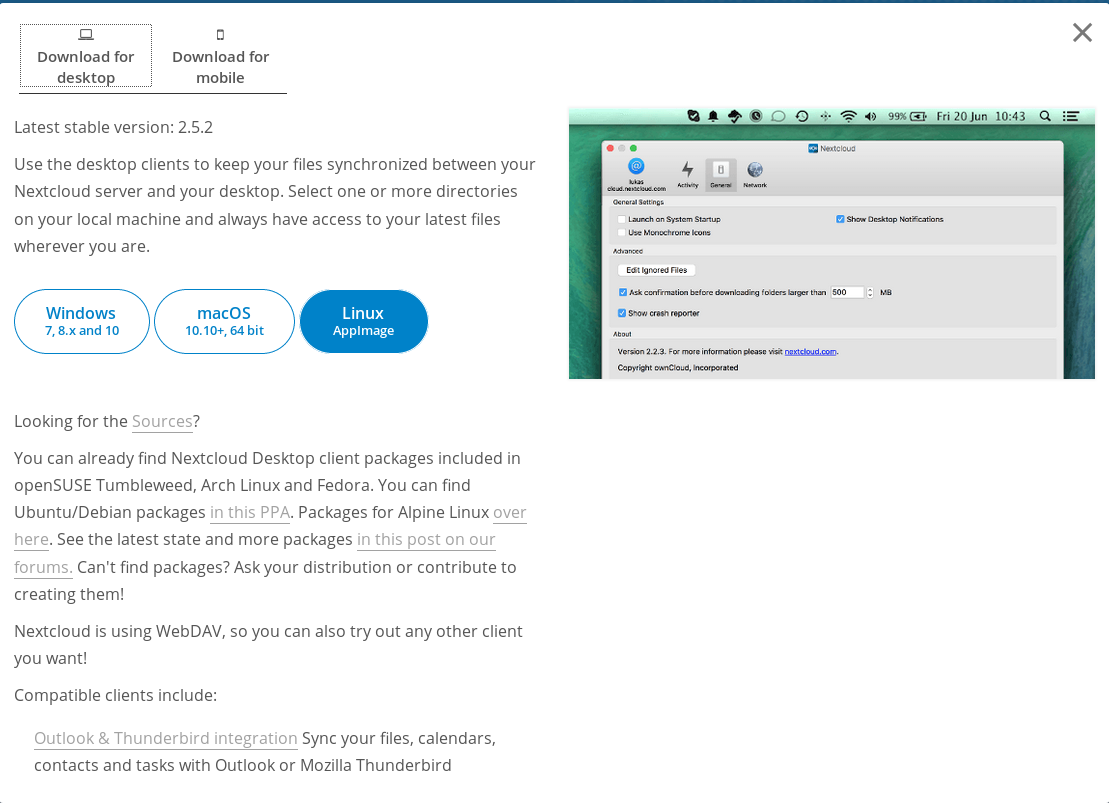 Download for
desktop
Download for
mobile
Latest stable version: 2.5.2
Use the desktop clients to keep your files synchronized between your
Nextcloud server and your desktop. Select one or more directories
on your local machine and always have access to your latest files
wherever you are.
Windows
7, 8.x and 10
macOS
10.10+, 64 bit
Linux
AppImage
99%
Fri 20 Jun 10:43
Nextcloud
lukas
cloud.nextcloud.com
Activity
General
Network
General Settings
Launch on System Startup
Show Desktop Notifications
Use Monochrome Icons
Advanced
Edit Ignored Files
Ask confirmation before downloading folders larger than 500 MB
Show crash reporter
About
Version 2.2.3. For more information please visit nextcloud.com.
Copyright ownCloud, Incorporated
Looking for the Sources?
You can already find Nextcloud Desktop client packages included in
openSUSE Tumbleweed, Arch Linux and Fedora. You can find
Ubuntu/Debian packages in this PPA. Packages for Alpine Linux over
here. See the latest state and more packages in this post on our
forums. Can't find packages? Ask your distribution or contribute to
creating them!
Nextcloud is using WebDAV, so you can also try out any other client
you want!
Compatible clients include:
Outlook & Thunderbird integration Sync your files, calendars,
contacts and tasks with Outlook or Mozilla Thunderbird